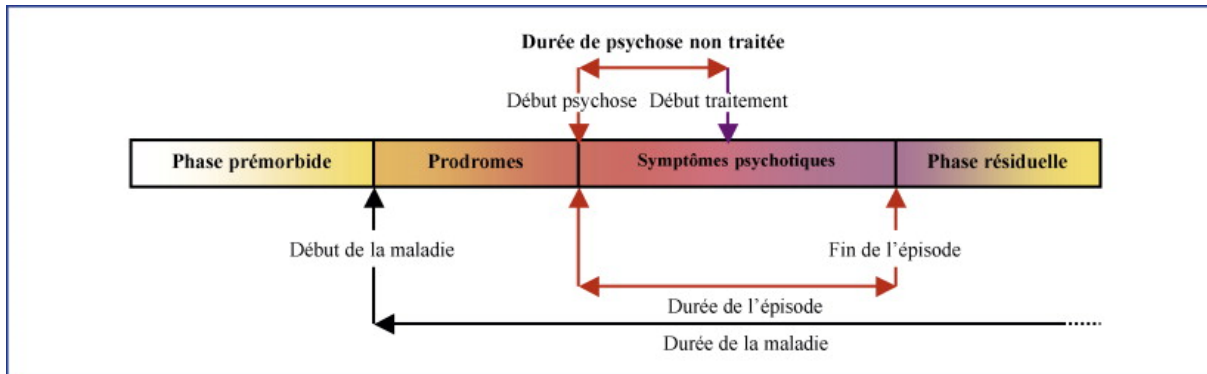 Durée de psychose non traitée
Début psychose Début traitement
Phase prémorbide Prodromes Symptômes psychotiques Phase résiduelle
Début de la maladie Fin de l’épisode
Durée de l’épisode
Durée de la maladie